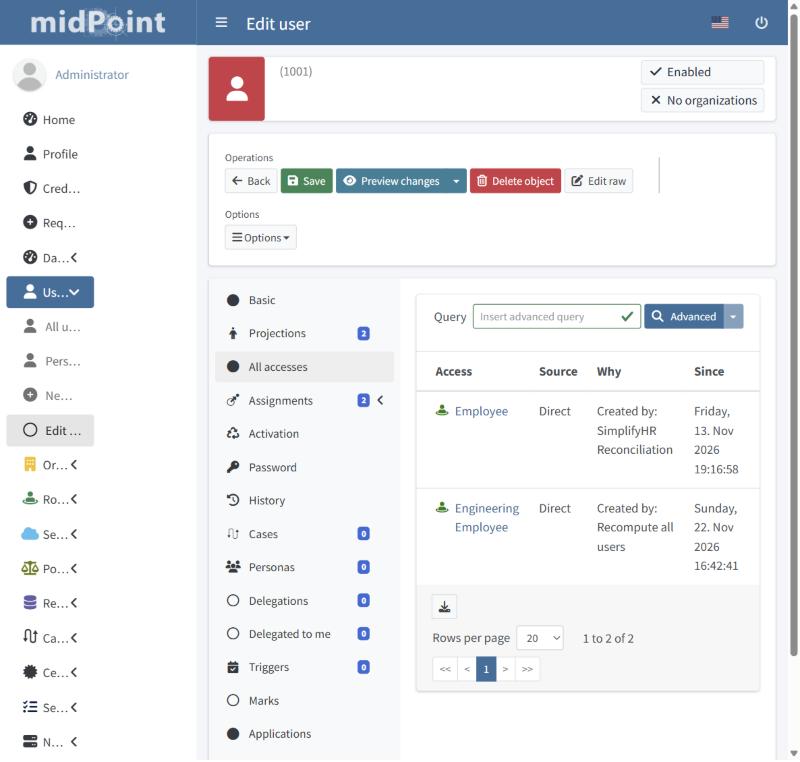 midPoint
Edit user
Administrator
Home
Profile
Cred...
Req...
Da...
Us...
All u...
Pers...
Ne...
Edit ...
Or...
Ro...
Se...
Po...
Re...
Ca...
Ce...
Se...
N...
(1001)
Enabled
No organizations
Operations
Back
Save
Preview changes
Delete object
Edit raw
Options
Options
Basic
Projections 2
All accesses
Assignments 2
Activation
Password
History
Cases 0
Personas 0
Delegations 0
Delegated to me 0
Triggers 0
Marks
Applications
Query Insert advanced query Advanced
Access Source Why Since
Employee Direct Created by: Friday,
SimplifyHR 13. Nov
Reconciliation 2026
19:16:58
Engineering Direct Created by: Sunday,
Employee Recompute all 22. Nov
users 2026
16:42:41
Rows per page 20 1 to 2 of 2
<< < 1 > >>